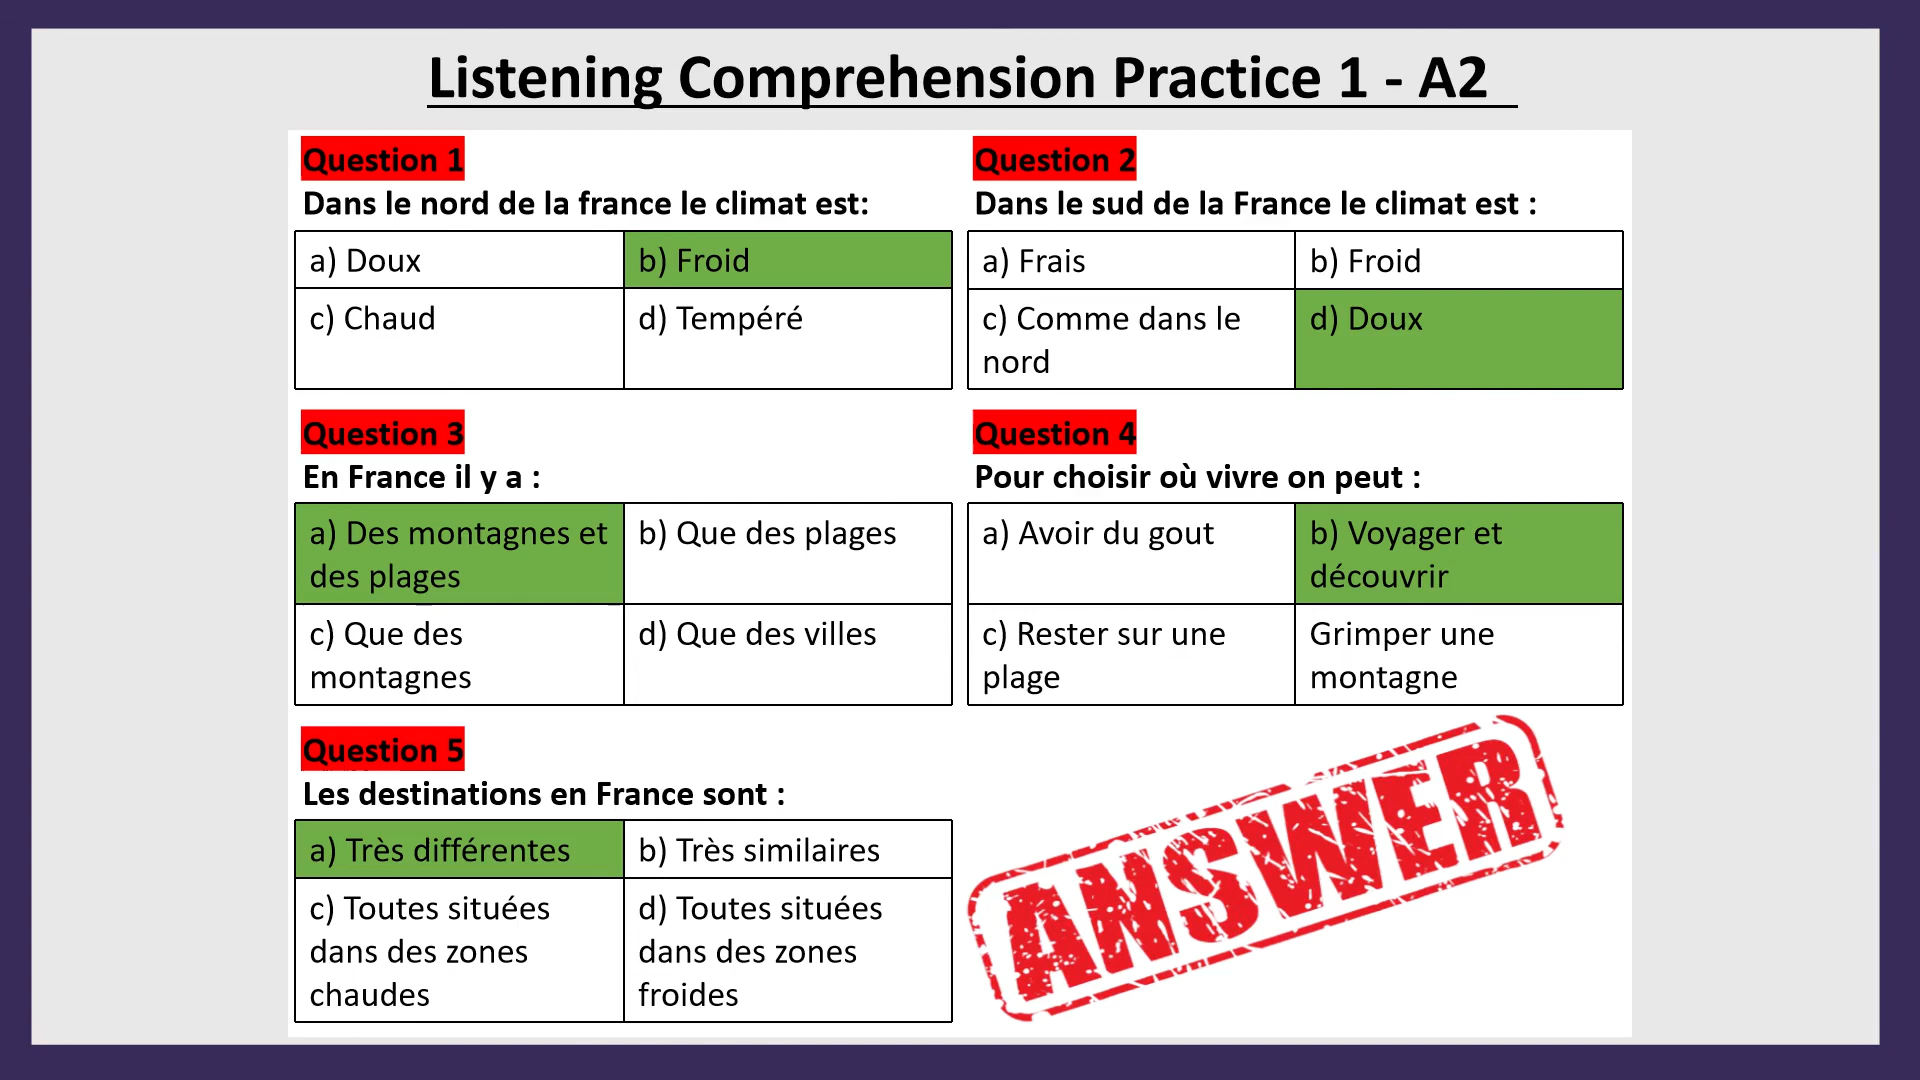 Listening Comprehension Practice 1 - A2
Question 1
Dans le nord de la france le climat est:
a) Doux
b) Froid
c) Chaud
d) Tempéré
Question 2
Dans le sud de la France le climat est :
a) Frais
b) Froid
c) Comme dans le
nord
d) Doux
Question 3
En France il y a :
a) Des montagnes et
des plages
b) Que des plages
c) Que des
montagnes
d) Que des villes
Question 4
Pour choisir où vivre on peut :
a) Avoir du gout
b) Voyager et
découvrir
c) Rester sur une
plage
Grimper une
montagne
Question 5
Les destinations en France sont :
a) Très différentes
b) Très similaires
c) Toutes situées
dans des zones
chaudes
d) Toutes situées
dans des zones
froides
ANSWER